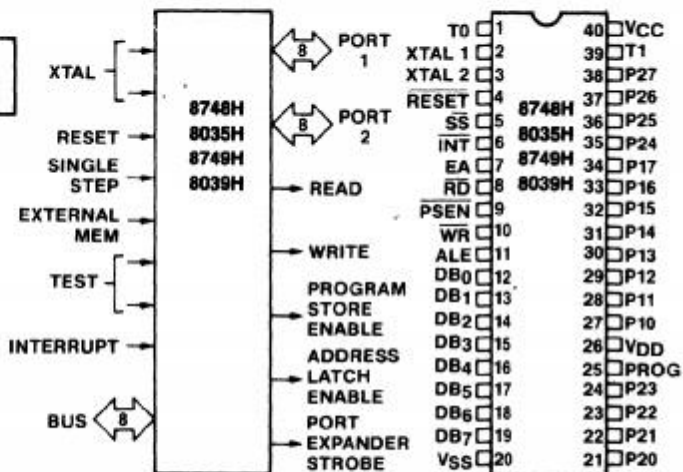 XTAL
RESET
SINGLE
STEP
EXTERNAL
MEM
TEST
INTERRUPT
BUS
8
8748H
8035H
8749H
8039H
8
PORT
1
8
PORT
2
READ
WRITE
PROGRAM
STORE
ENABLE
ADDRESS
LATCH
ENABLE
PORT
EXPANDER
STROBE
T0 1
XTAL 1 2
XTAL 2 3
RESET 4
SS 5
INT 6
EA 7
RD 8
PSEN 9
WR 10
ALE 11
DB0 12
DB1 13
DB2 14
DB3 15
DB4 16
DB5 17
DB6 18
DB7 19
VSS 20
8748H
8035H
8749H
8039H
40 VCC
39 T1
38 P27
37 P26
36 P25
35 P24
34 P17
33 P16
32 P15
31 P14
30 P13
29 P12
28 P11
27 P10
26 VDD
25 PROG
24 P23
23 P22
22 P21
21 P20